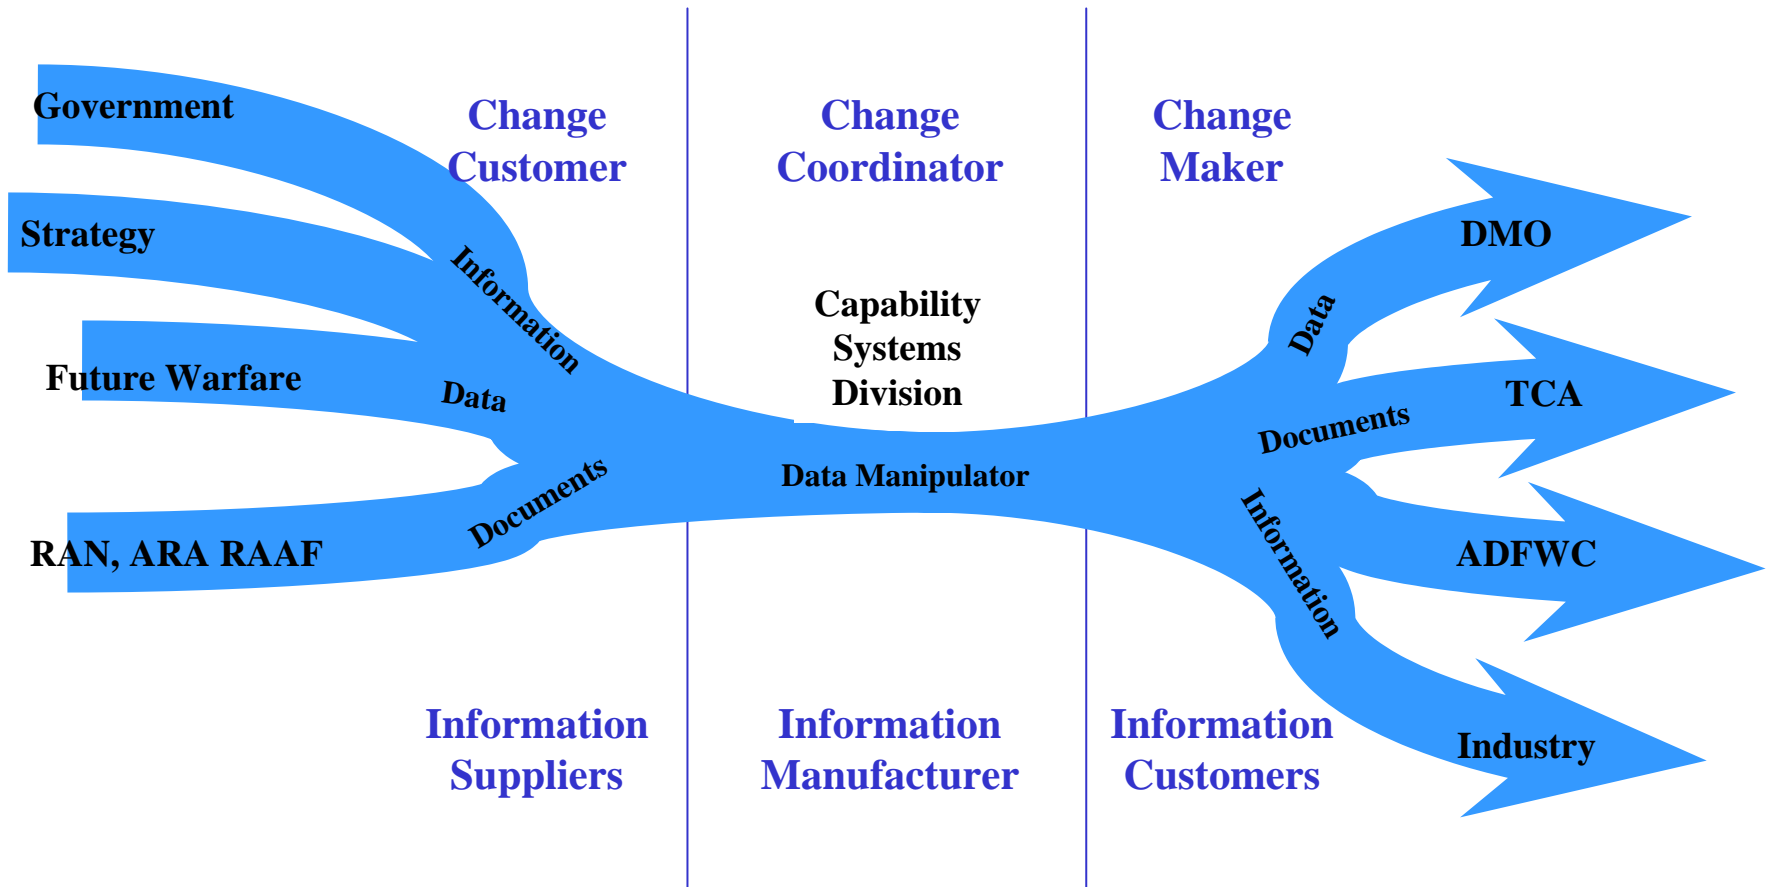 Government
Strategy
Future Warfare
RAN, ARA RAAF
Change
Customer
Information
Data
Documents
Information
Suppliers
Change
Coordinator
Capability
Systems
Division
Data Manipulator
Information
Manufacturer
Change
Maker
Data
Documents
Information
Information
Customers
DMO
TCA
ADFWC
Industry